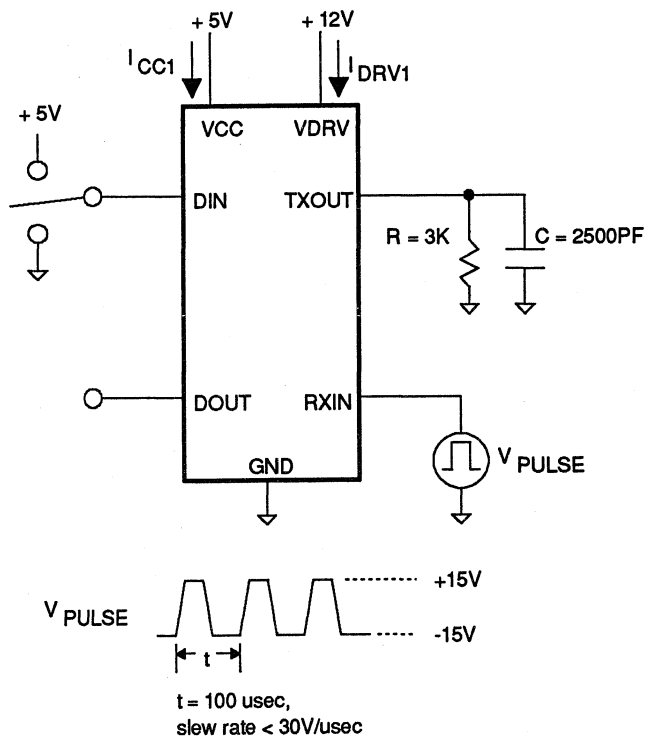 + 5V
+ 12V
I CC1
I DRV1
+ 5V
VCC
VDRV
DIN
TXOUT
R = 3K
C = 2500PF
DOUT
RXIN
GND
V PULSE
V PULSE
+15V
-15V
t
t = 100 usec,
slew rate < 30V/usec